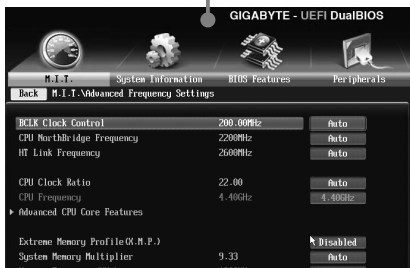 GIGABYTE - UEFI DualBIOS
M.I.T. System Information BIOS Features Peripherals
Back M.I.T.\Advanced Frequency Settings
BCLK Clock Control 200.00MHz Auto
CPU NorthBridge Frequency 2200MHz Auto
HT Link Frequency 2600MHz Auto
CPU Clock Ratio 22.00 Auto
CPU Frequency 4.40GHz 4.40GHz
Advanced CPU Core Features
Extreme Memory Profile(X.M.P.) Disabled
System Memory Multiplier 9.33 Auto